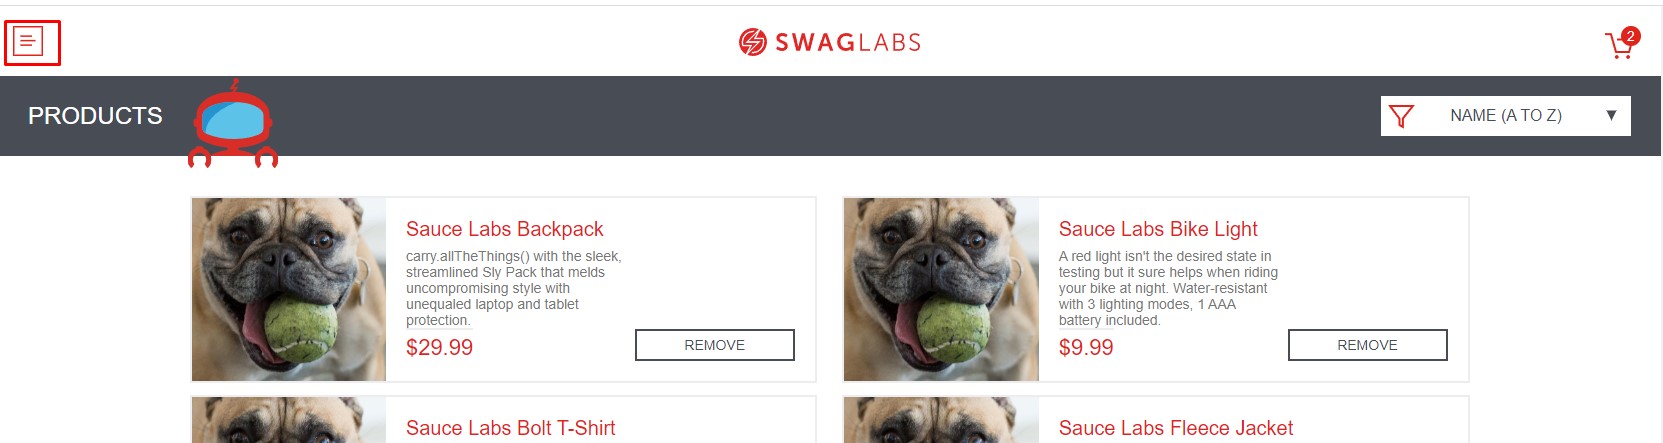 SWAGLABS
2
PRODUCTS
NAME (A TO Z)
Sauce Labs Backpack
carry.allTheThings() with the sleek,
streamlined Sly Pack that melds
uncompromising style with
unequaled laptop and tablet
protection.
$29.99
REMOVE
Sauce Labs Bike Light
A red light isn't the desired state in
testing but it sure helps when riding
your bike at night. Water-resistant
with 3 lighting modes, 1 AAA
battery included.
$9.99
REMOVE
Sauce Labs Bolt T-Shirt
Sauce Labs Fleece Jacket